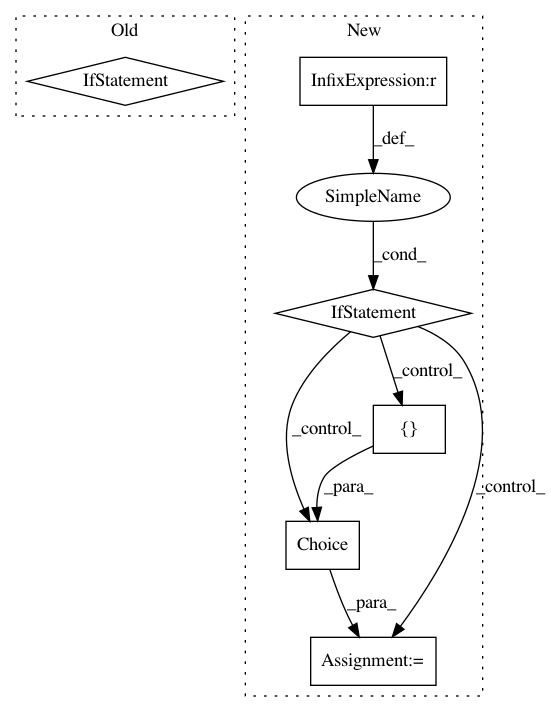 Old
New
IfStatement
InfixExpression:r
_def_
SimpleName
_cond_
IfStatement
_control_
{}
_control_
_control_
_para_
Choice
_para_
Assignment:=